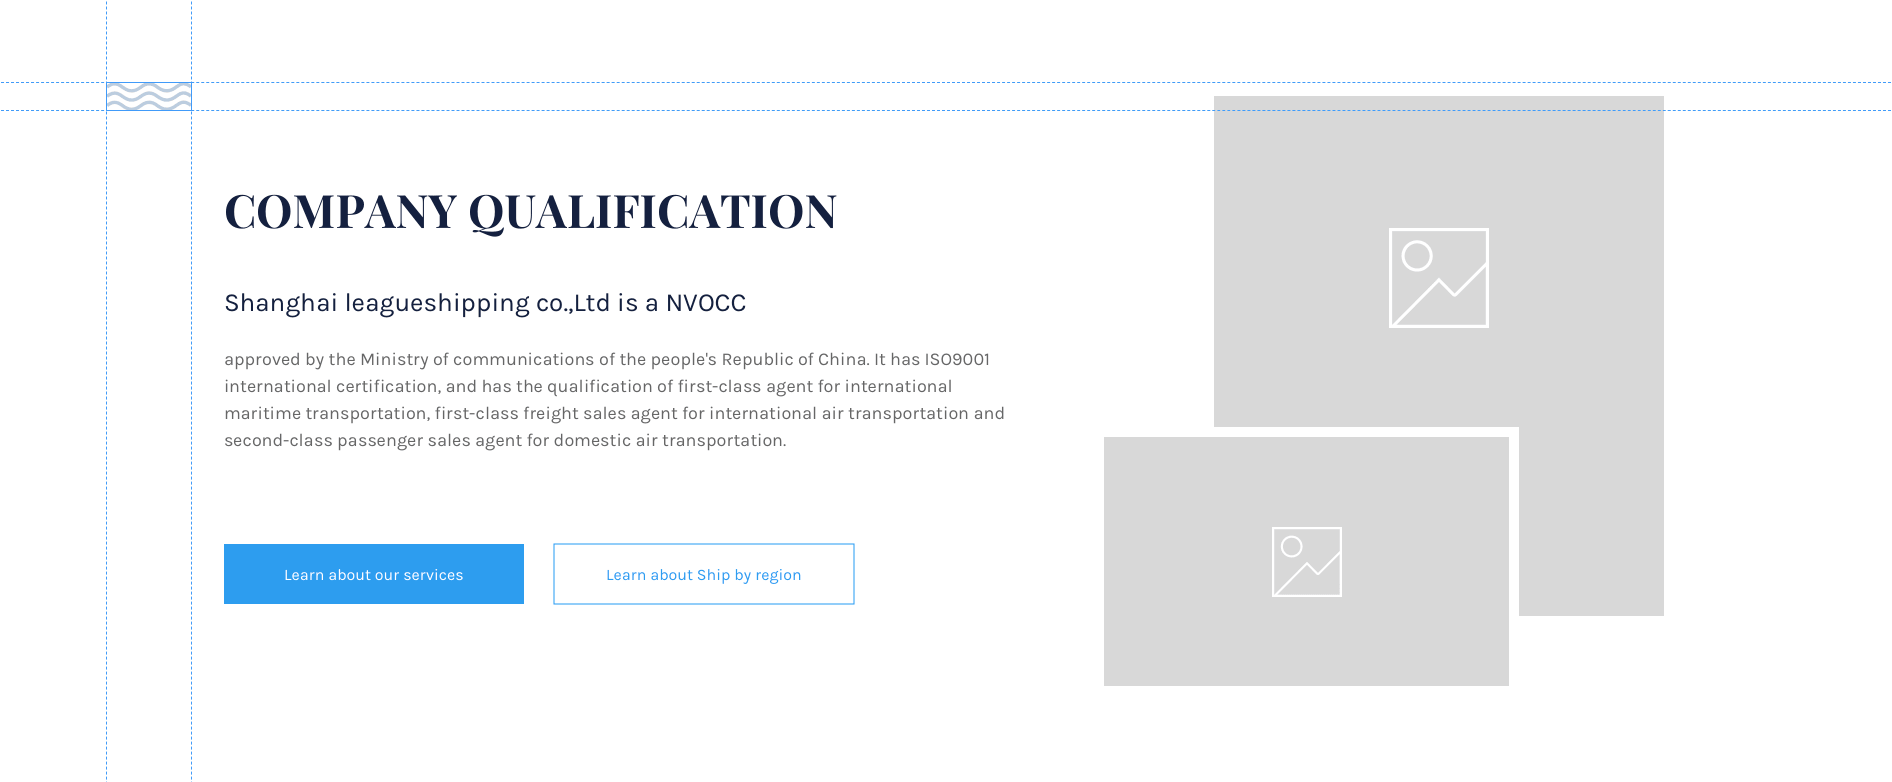 COMPANY QUALIFICATION
Shanghai leagueshipping co.,Ltd is a NVOCC
approved by the Ministry of communications of the people's Republic of China. It has ISO9001
international certification, and has the qualification of first-class agent for international
maritime transportation, first-class freight sales agent for international air transportation and
second-class passenger sales agent for domestic air transportation.
Learn about our services
Learn about Ship by region